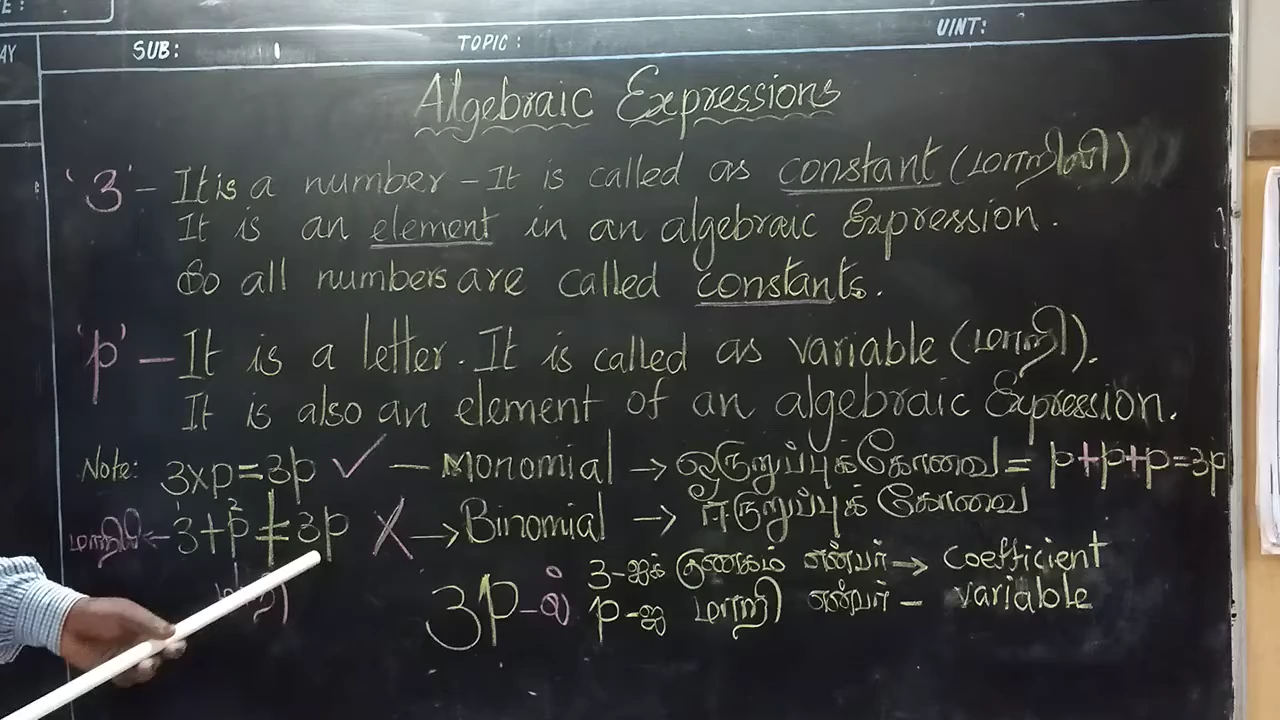 SUB:
TOPIC :
UINT:
Algebraic Expressions
'3' – It is a number – It is called as constant (மாறிலி)
It is an element in an algebraic Expression.
So all numbers are called constants.
'p' – It is a letter. It is called as variable (மாறி).
It is also an element of an algebraic Expression.
Note: 3xp=3p ✓ – Monomial → ஓருறுப்புக்கோவை = p+p+p=3p
மாறிலி ← 3+p ≠ 3p ✗ → Binomial → ஈருறுப்புக் கோவை
3p-ல் 3-ஐக் குணகம் என்பர் → coefficient
p-ஐ மாறி என்பர் – variable